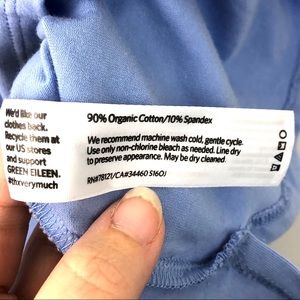 We'd like our
clothes back.
Recycle them at
our US stores
and support
GREEN EILEEN.
#thxverymuch
90% Organic Cotton/10% Spandex
We recommend machine wash cold, gentle cycle.
Use only non-chlorine bleach as needed. Line dry
to preserve appearance. May be dry cleaned.
RN#78121/CA#34460 S16OJ